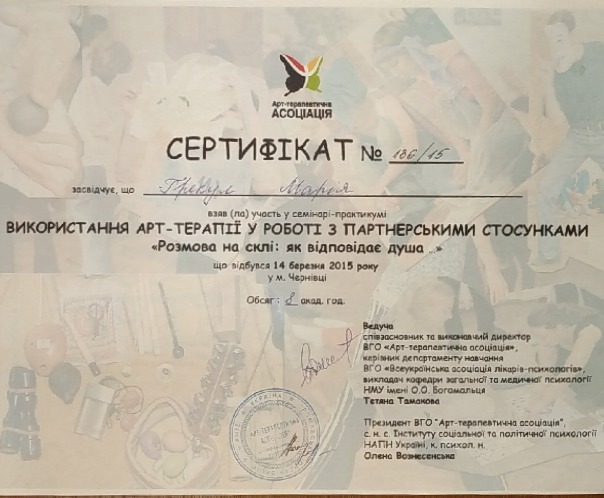 Арт-терапевтична
АСОЦІАЦІЯ
СЕРТИФІКАТ № 136/15
засвідчує, що Грекул Марія
взяв (ла) участь у семінарі-практикумі
ВИКОРИСТАННЯ АРТ-ТЕРАПІЇ У РОБОТІ З ПАРТНЕРСЬКИМИ СТОСУНКАМИ
«Розмова на склі: як відповідає душа ...»
що відбувся 14 березня 2015 року
у м. Чернівці
Обсяг : 8 акад. год.
Ведуча
співзасновник та виконавчий директор
ВГО «Арт-терапевтична асоціація»,
керівник департаменту навчання
ВГО «Всеукраїнська асоціація лікарів-психологів»,
викладач кафедри загальної та медичної психології
НМУ імені О.О. Богомольця
Тетяна Тамакова
Президент ВГО "Арт-терапевтична асоціація",
с. н. с. Інституту соціальної та політичної психології
НАПН Україні, к. психол. н.
Олена Вознесенська